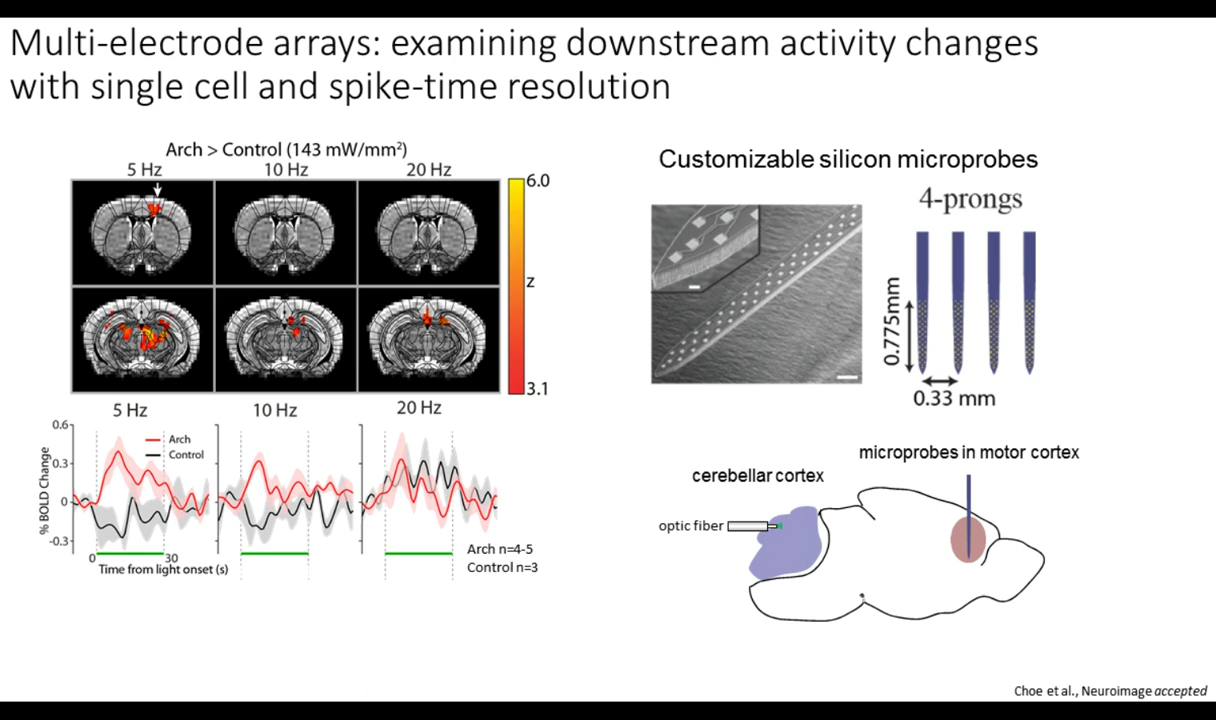 Multi-electrode arrays: examining downstream activity changes
with single cell and spike-time resolution
Arch > Control (143 mW/mm²)
5 Hz 10 Hz 20 Hz
6.0
z
3.1
5 Hz 10 Hz 20 Hz
% BOLD Change
0.6
0.3
0
-0.3
Arch
Control
0 30
Time from light onset (s)
Arch n=4-5
Control n=3
Customizable silicon microprobes
4-prongs
0.775mm
0.33 mm
microprobes in motor cortex
cerebellar cortex
optic fiber
Choe et al., Neuroimage accepted